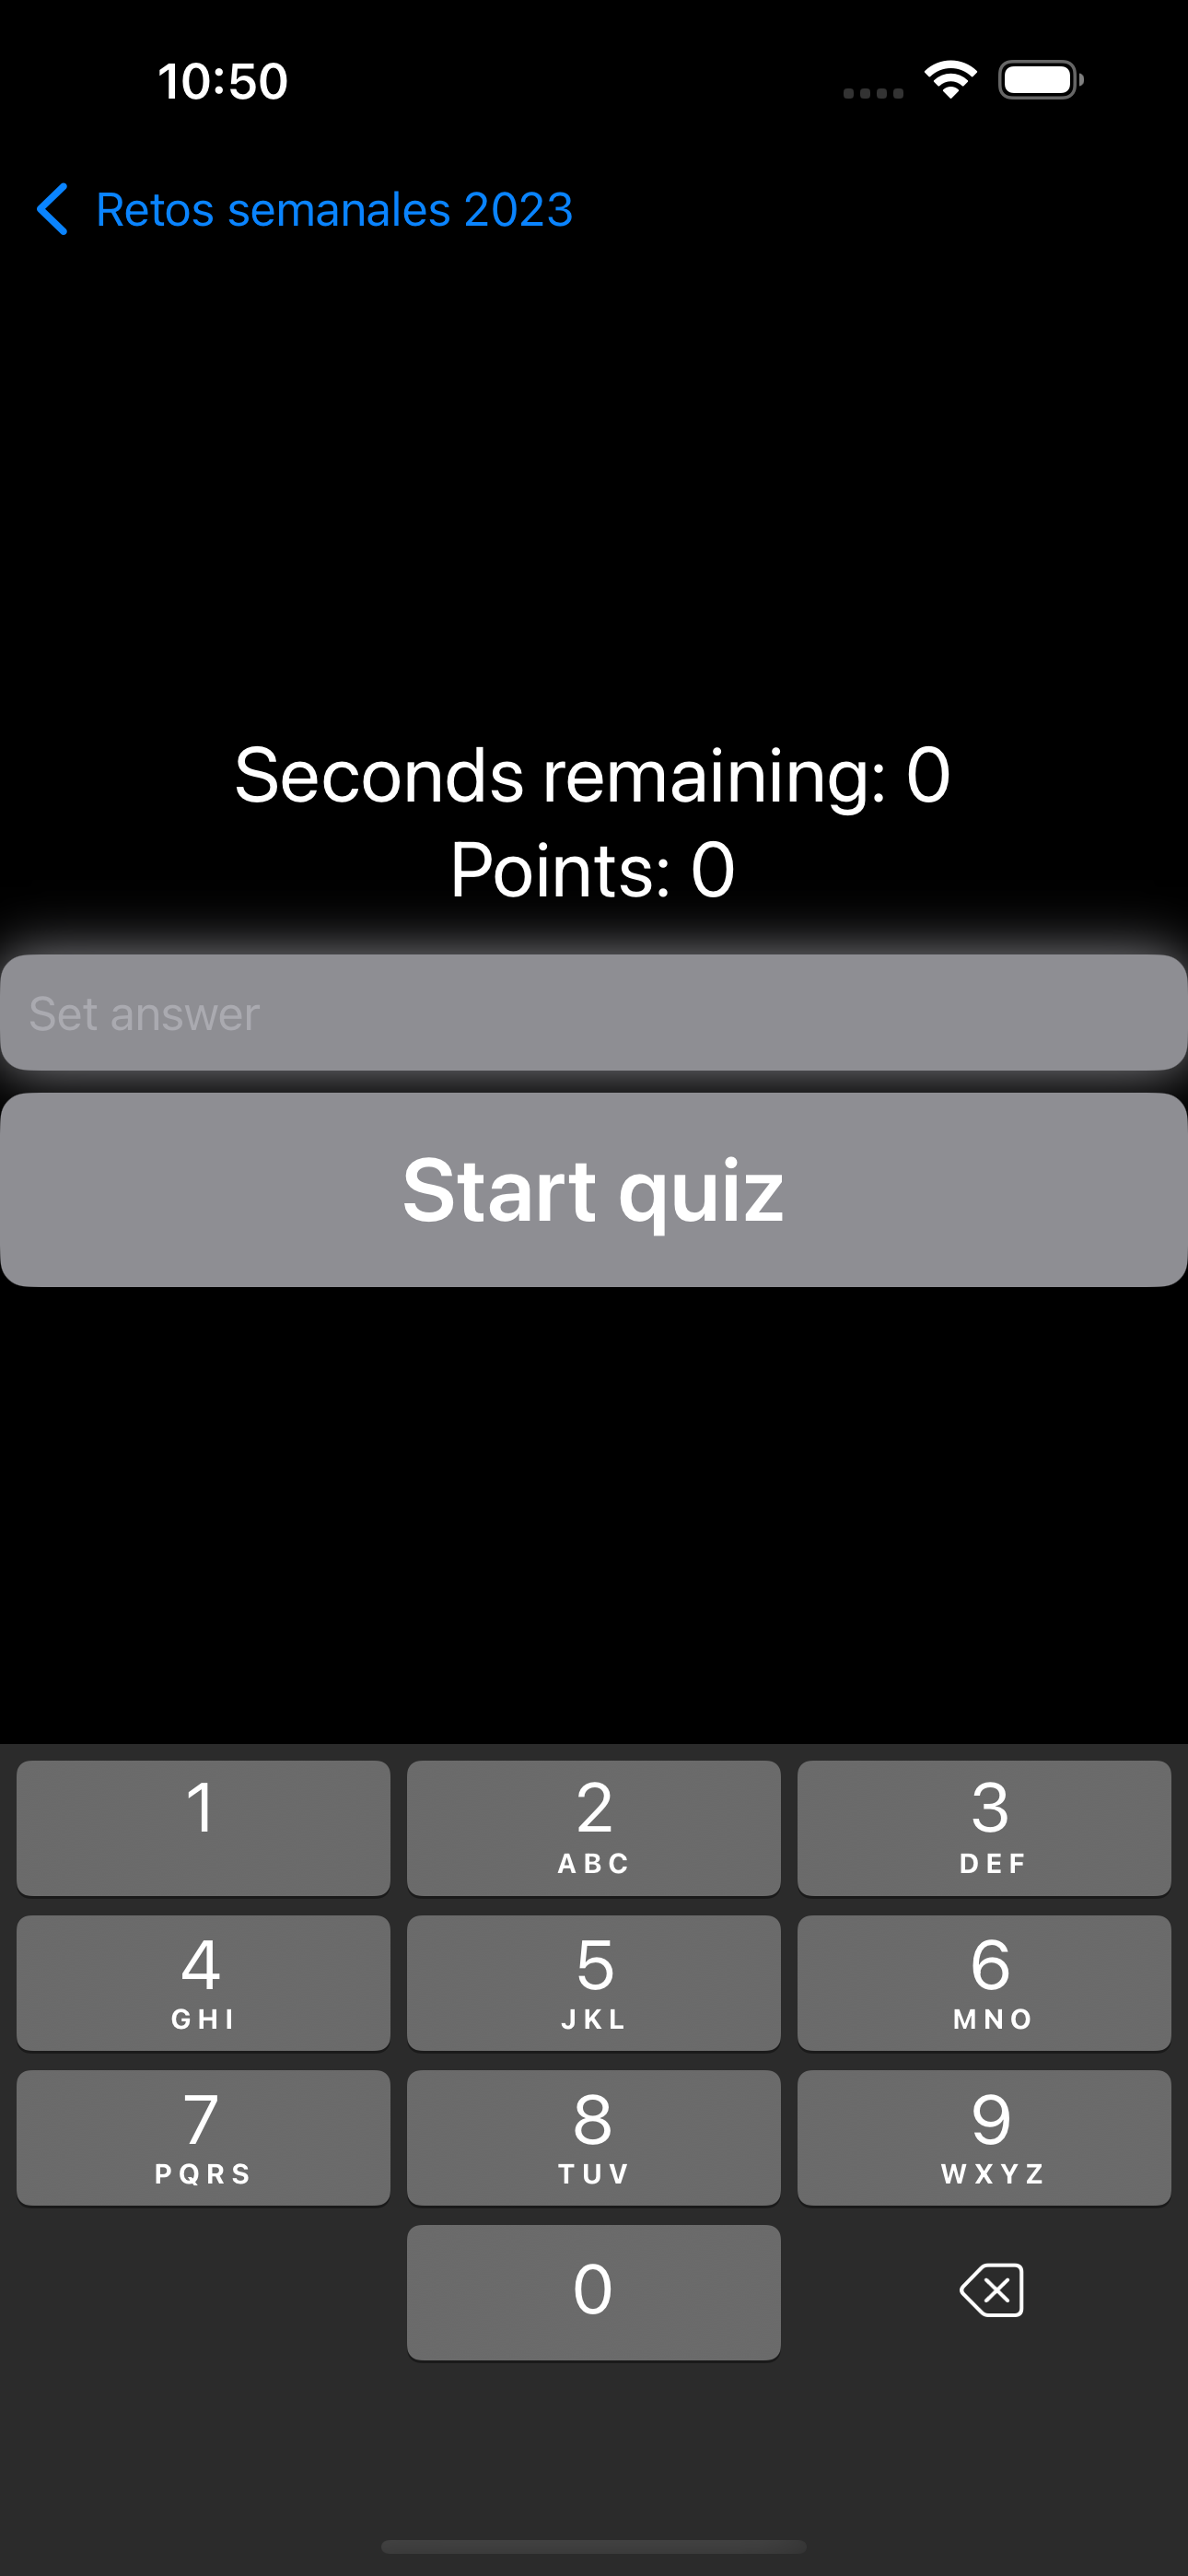 10:50
Retos semanales 2023
Seconds remaining: 0
Points: 0
Set answer
Start quiz
1 2 3
ABC DEF
4 5 6
GHI JKL MNO
7 8 9
PQRS TUV WXYZ
0